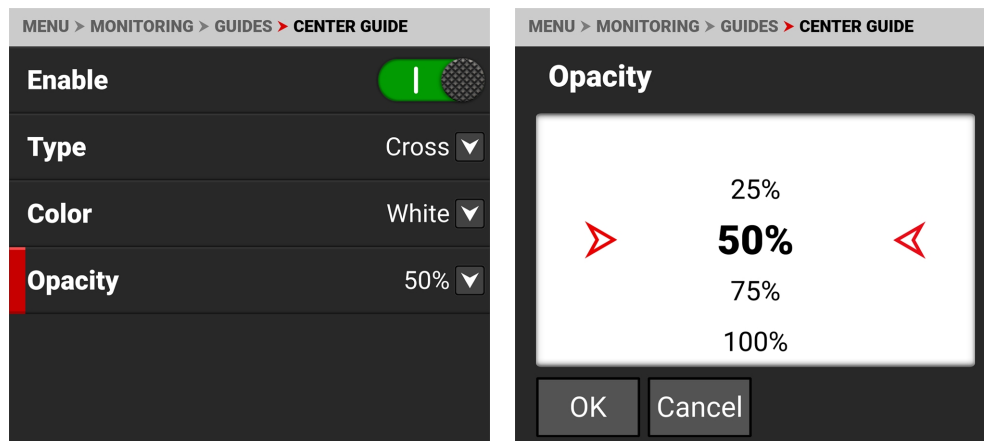 MENU > MONITORING > GUIDES > CENTER GUIDE
Enable
Type Cross
Color White
Opacity 50%
MENU > MONITORING > GUIDES > CENTER GUIDE
Opacity
25%
50%
75%
100%
OK Cancel